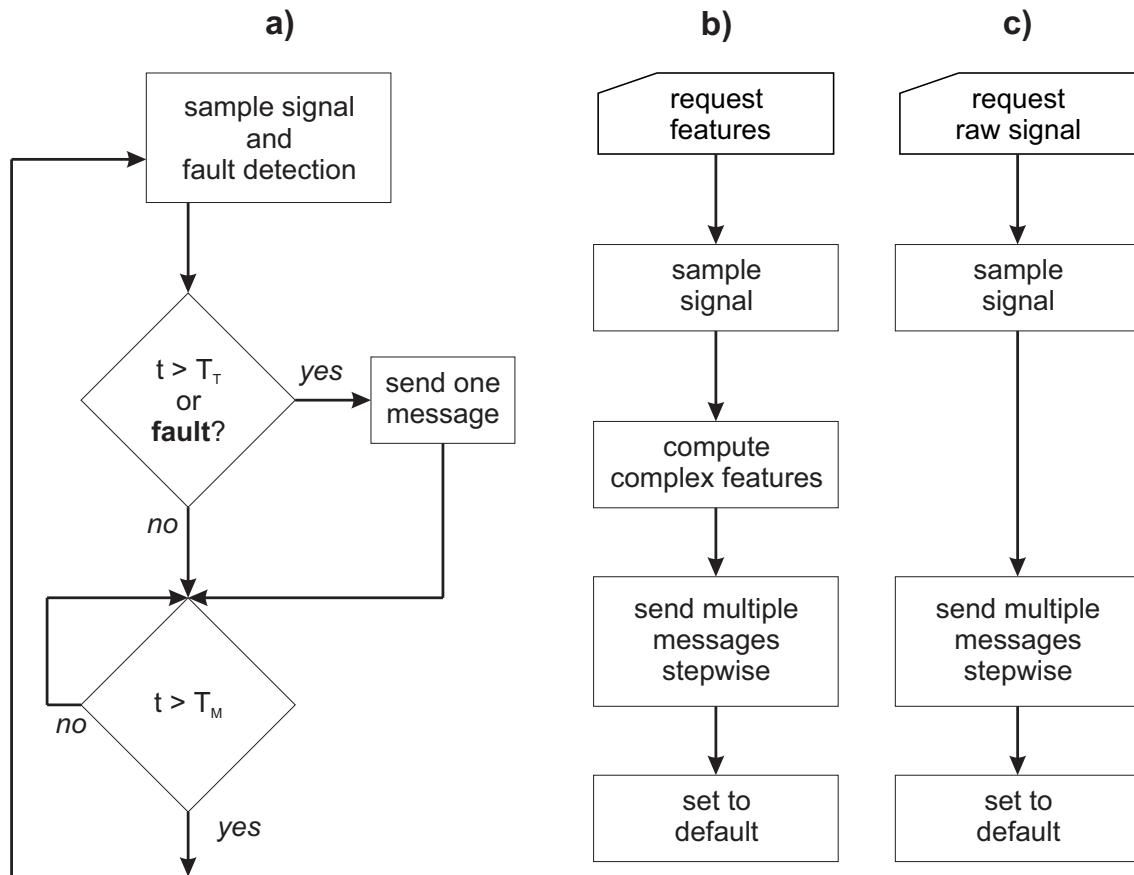 a)
sample signal
and
fault detection
t > T_T
or
fault?
yes
send one
message
no
t > T_M
no
yes
b)
request
features
sample
signal
compute
complex features
send multiple
messages
stepwise
set to
default
c)
request
raw signal
sample
signal
send multiple
messages
stepwise
set to
default